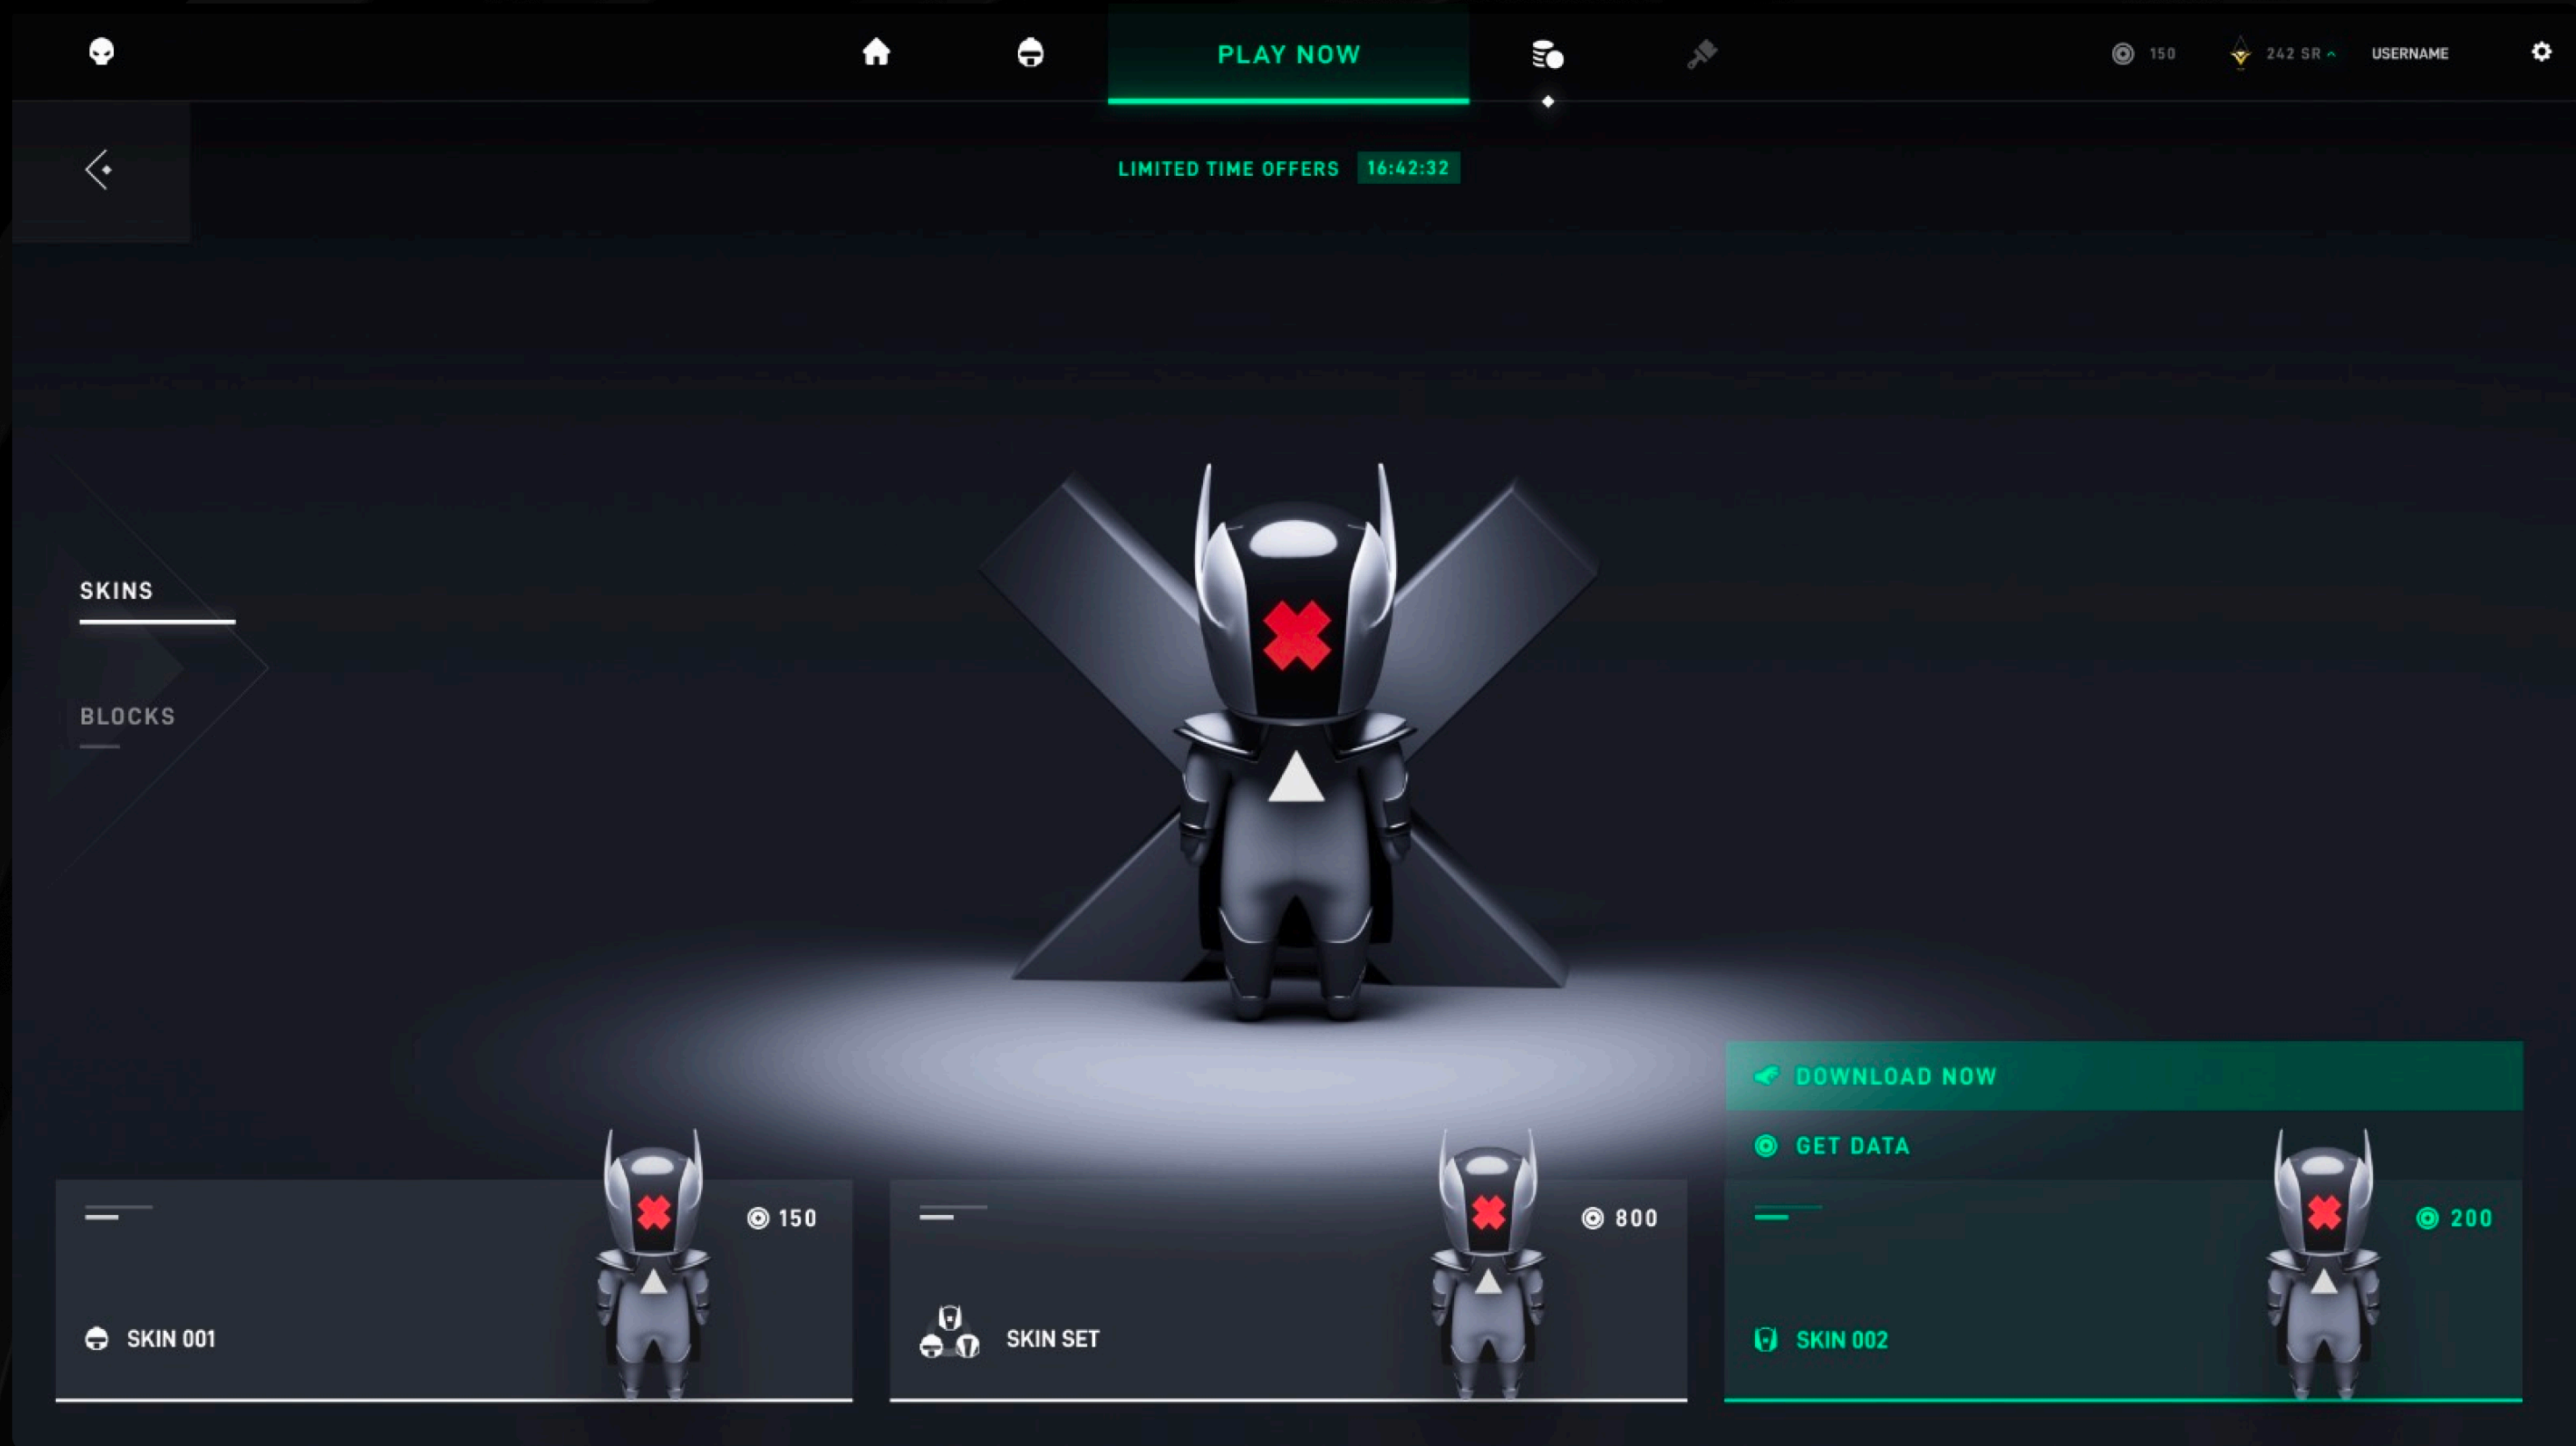 PLAY NOW
150
242 SR
USERNAME
LIMITED TIME OFFERS 16:42:32
SKINS
BLOCKS
DOWNLOAD NOW
GET DATA
150
SKIN 001
800
SKIN SET
200
SKIN 002